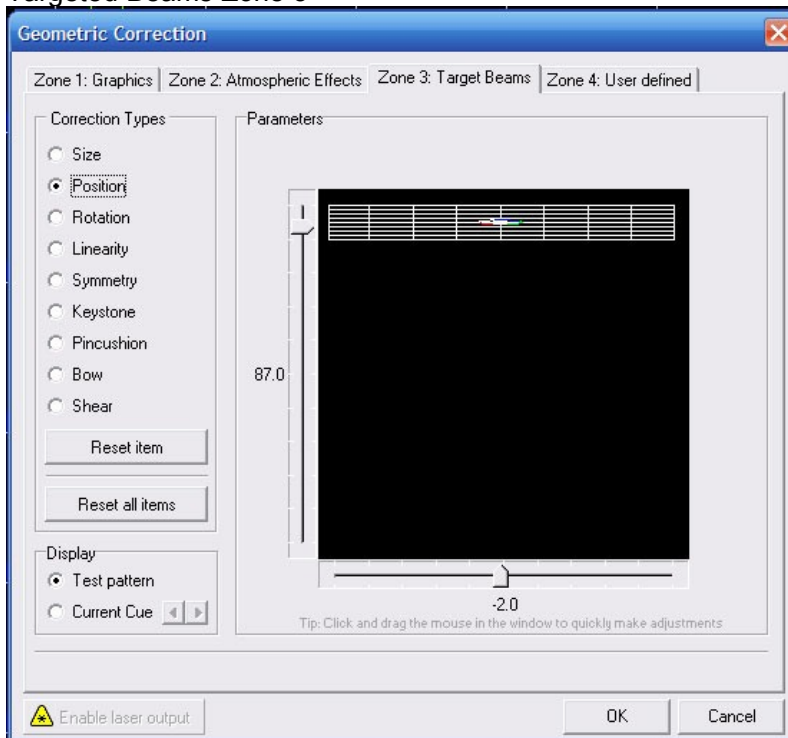 Targeted Beams Zone 3
Geometric Correction
Zone 1: Graphics Zone 2: Atmospheric Effects Zone 3: Target Beams Zone 4: User defined
Correction Types
Size
Position
Rotation
Linearity
Symmetry
Keystone
Pincushion
Bow
Shear
Reset item
Reset all items
Display
Test pattern
Current Cue
Parameters
87.0
-2.0
Tip: Click and drag the mouse in the window to quickly make adjustments
Enable laser output
OK Cancel